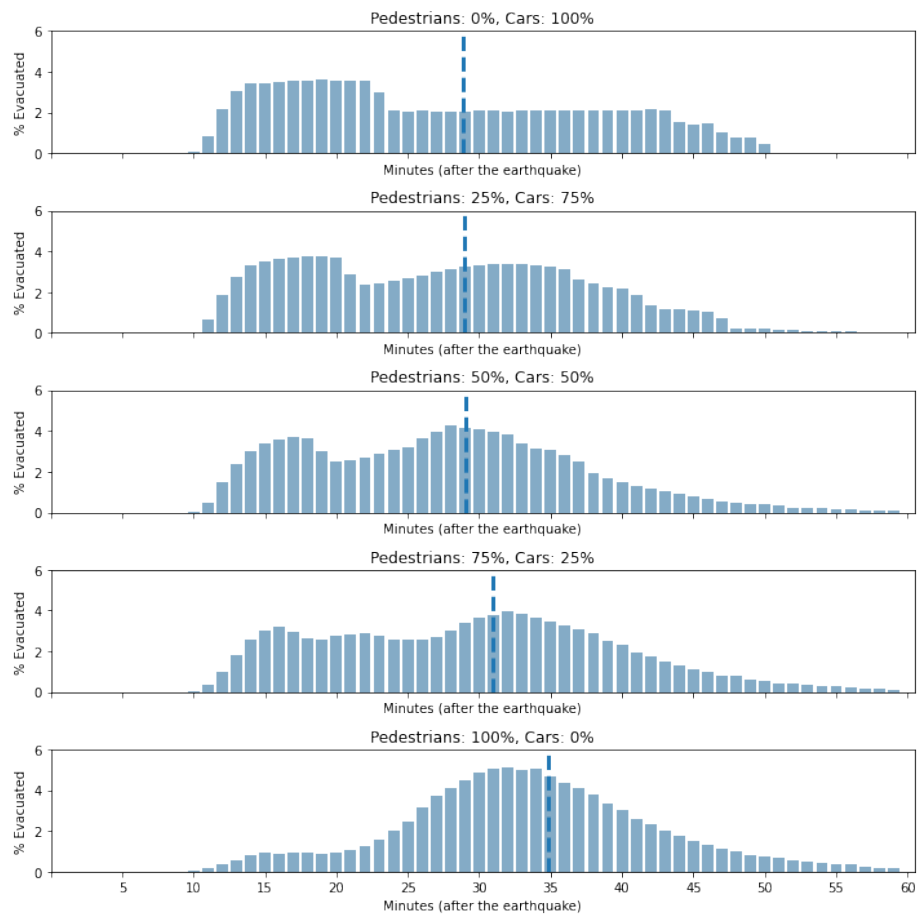 Pedestrians: 0%, Cars: 100%
6
4
2
0
% Evacuated
Minutes (after the earthquake)
Pedestrians: 25%, Cars: 75%
6
4
2
0
% Evacuated
Minutes (after the earthquake)
Pedestrians: 50%, Cars: 50%
6
4
2
0
% Evacuated
Minutes (after the earthquake)
Pedestrians: 75%, Cars: 25%
6
4
2
0
% Evacuated
Minutes (after the earthquake)
Pedestrians: 100%, Cars: 0%
6
4
2
0
% Evacuated
5 10 15 20 25 30 35 40 45 50 55 60
Minutes (after the earthquake)